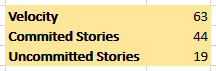 Velocity 63
Commited Stories 44
Uncommitted Stories 19